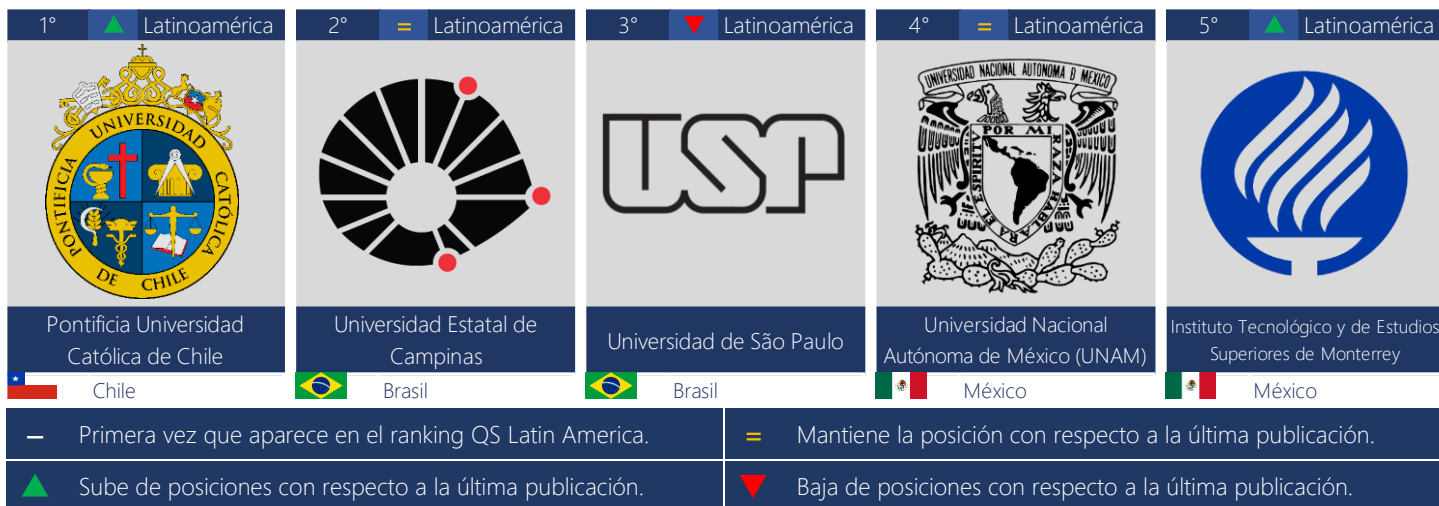 1° ▲ Latinoamérica
2° = Latinoamérica
3° ▼ Latinoamérica
4° = Latinoamérica
5° ▲ Latinoamérica
PONTIFICIA UNIVERSIDAD CATÓLICA DE CHILE
USP
UNIVERSIDAD NACIONAL AUTONOMA D MEXICO
POR MI RAZA HABLARA EL ESPIRITV
Pontificia Universidad
Católica de Chile
Universidad Estatal de
Campinas
Universidad de São Paulo
Universidad Nacional
Autónoma de México (UNAM)
Instituto Tecnológico y de Estudios
Superiores de Monterrey
Chile
Brasil
Brasil
México
México
– Primera vez que aparece en el ranking QS Latin America.
= Mantiene la posición con respecto a la última publicación.
▲ Sube de posiciones con respecto a la última publicación.
▼ Baja de posiciones con respecto a la última publicación.